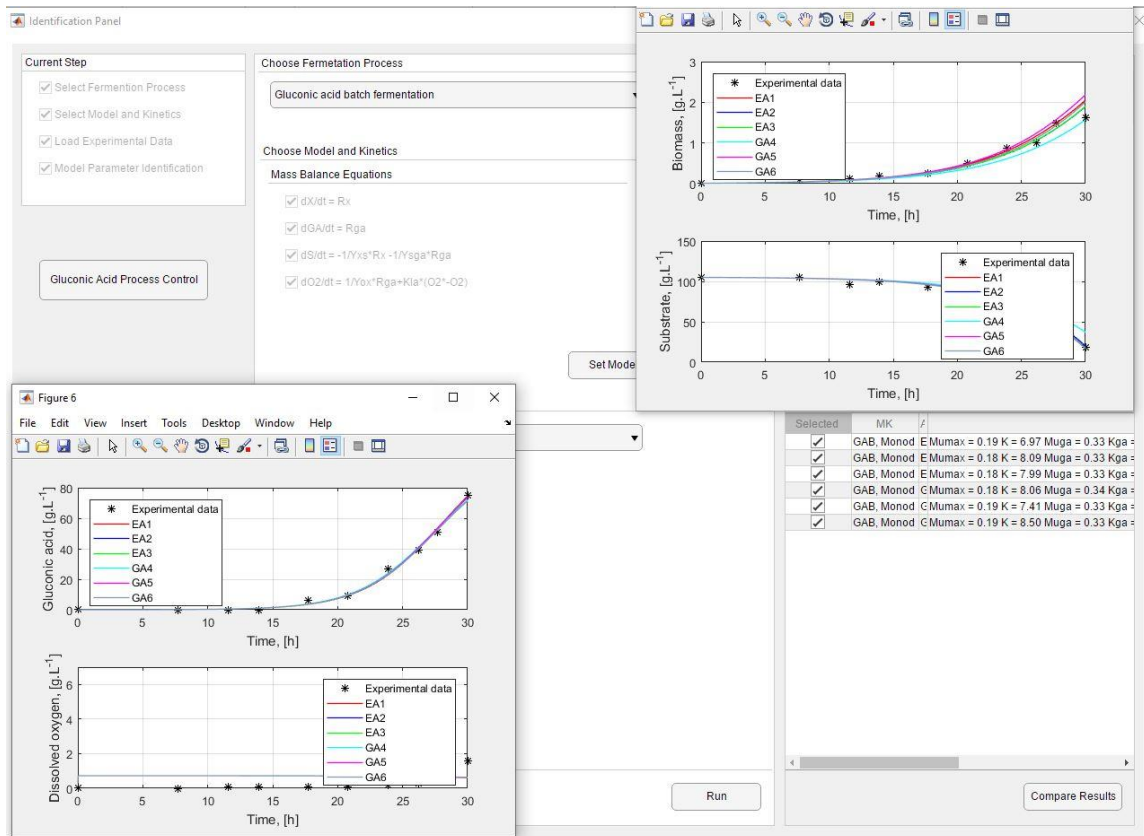 Identification Panel
Current Step
Select Fermention Process
Select Model and Kinetics
Load Experimental Data
Model Parameter Identification
Gluconic Acid Process Control
Choose Fermetation Process
Gluconic acid batch fermentation
Choose Model and Kinetics
Mass Balance Equations
dX/dt = Rx
dGA/dt = Rga
dS/dt = -1/Yxs*Rx -1/Ysga*Rga
dO2/dt = 1/Yox*Rga+Kla*(O2*-O2)
Set Mode
3
2
1
0
Biomass, [g.L-1]
Experimental data
EA1
EA2
EA3
GA4
GA5
GA6
0 5 10 15 20 25 30
Time, [h]
150
100
50
0
Substrate, [g.L-1]
Experimental data
EA1
EA2
EA3
GA4
GA5
GA6
0 5 10 15 20 25 30
Time, [h]
Figure 6
File Edit View Insert Tools Desktop Window Help
80
60
40
20
0
Gluconic acid, [g.L-1]
Experimental data
EA1
EA2
EA3
GA4
GA5
GA6
0 5 10 15 20 25 30
Time, [h]
6
4
2
0
Dissolved oxygen, [g.L-1]
Experimental data
EA1
EA2
EA3
GA4
GA5
GA6
0 5 10 15 20 25 30
Time, [h]
Selected MK
GAB, Monod E Mumax = 0.19 K = 6.97 Muga = 0.33 Kga =
GAB, Monod E Mumax = 0.18 K = 8.09 Muga = 0.33 Kga =
GAB, Monod E Mumax = 0.18 K = 7.99 Muga = 0.33 Kga =
GAB, Monod G Mumax = 0.18 K = 8.06 Muga = 0.34 Kga =
GAB, Monod G Mumax = 0.19 K = 7.41 Muga = 0.33 Kga =
GAB, Monod G Mumax = 0.19 K = 8.50 Muga = 0.33 Kga =
Run
Compare Results